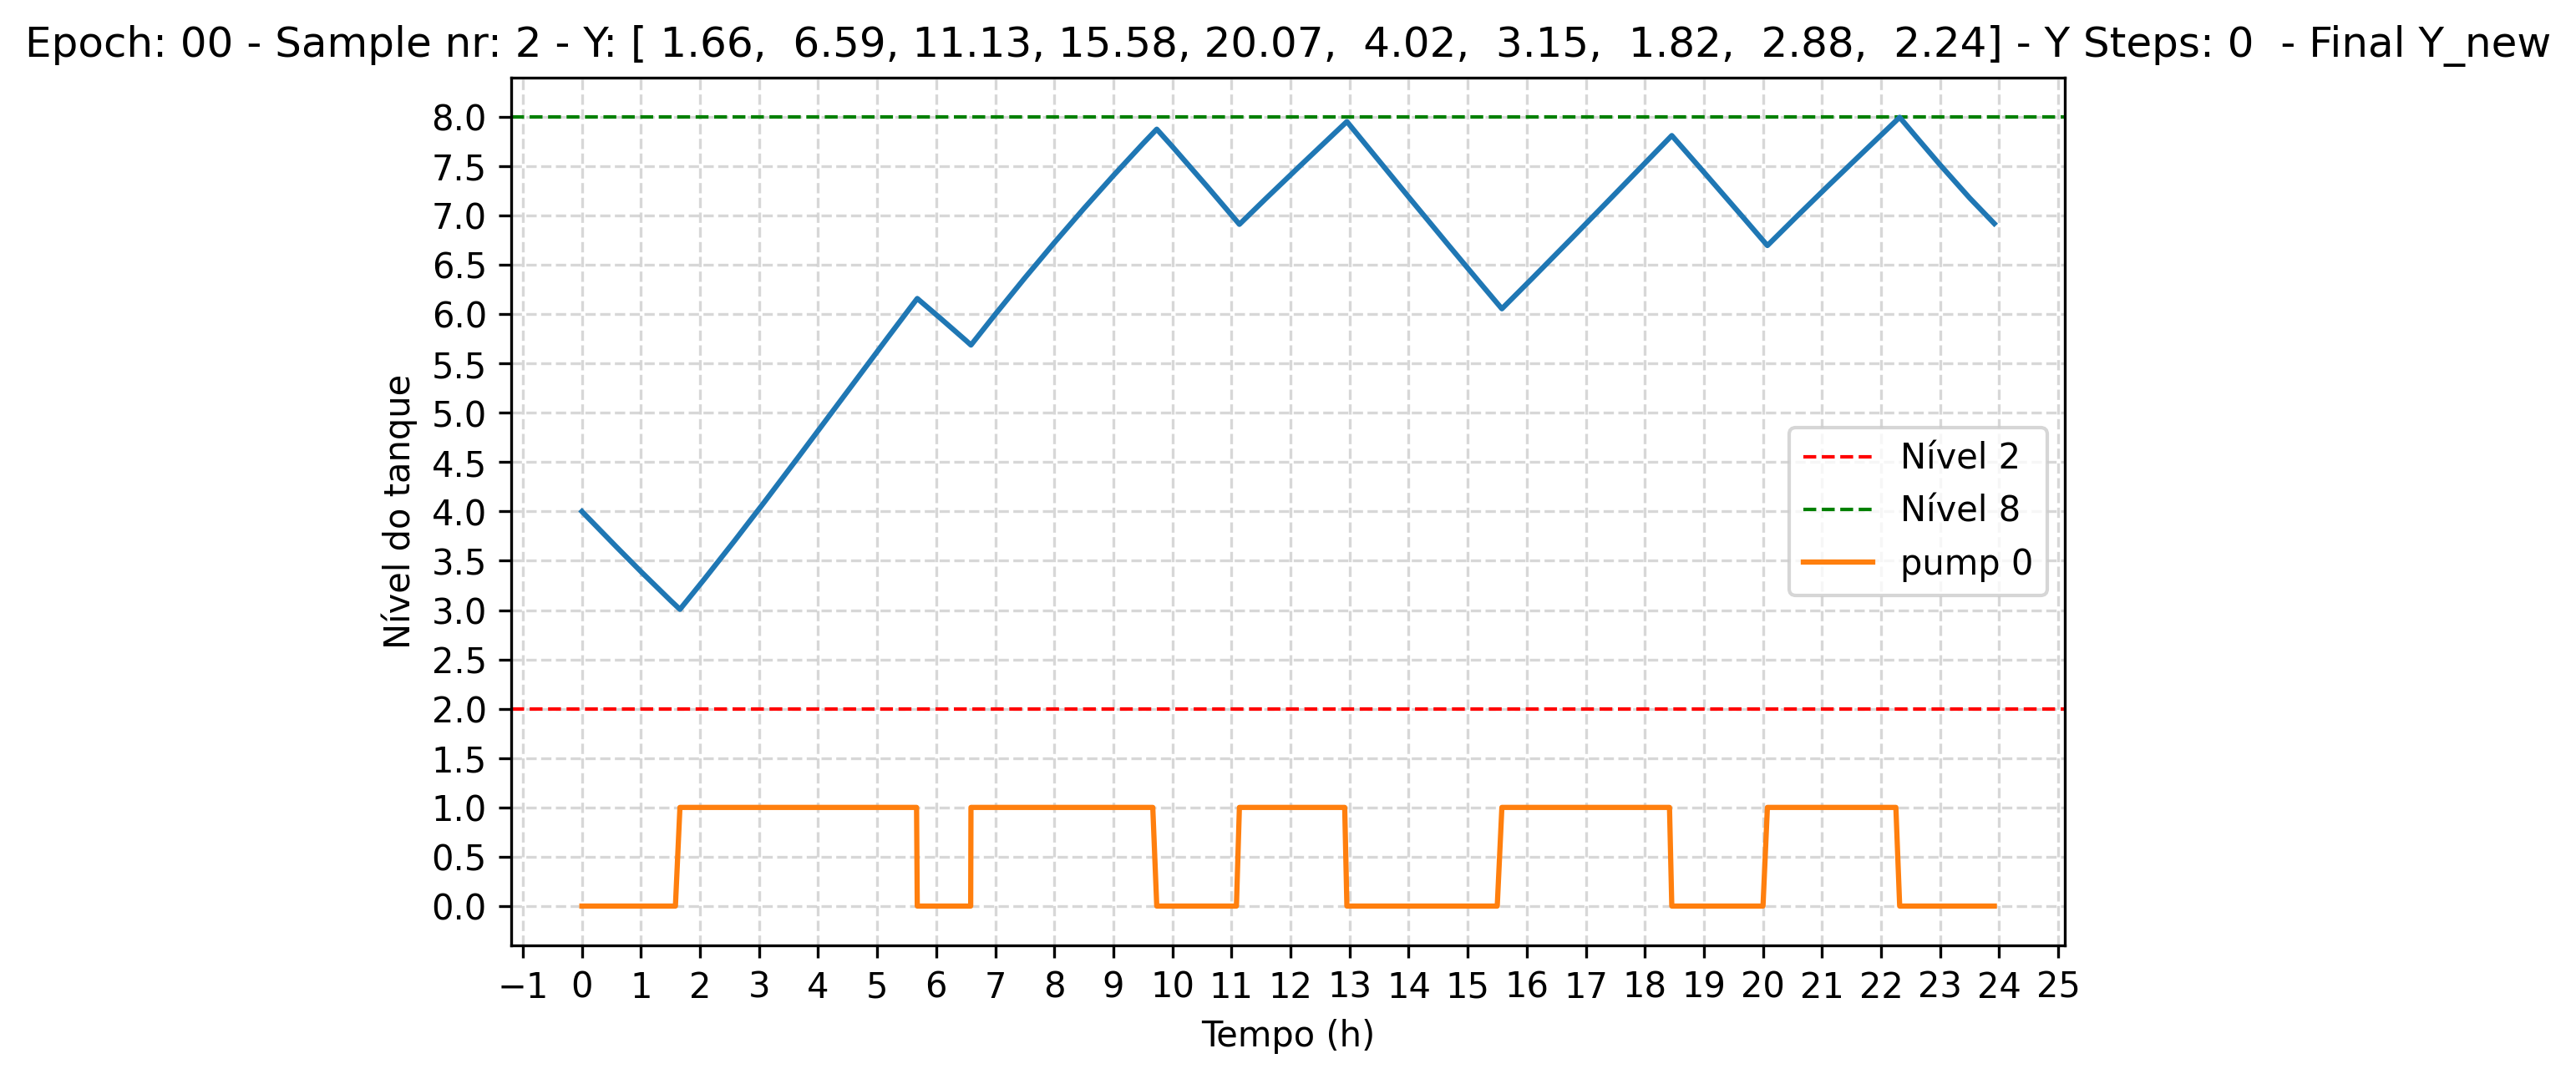 Epoch: 00 - Sample nr: 2 - Y: [ 1.66,  6.59, 11.13, 15.58, 20.07,  4.02,  3.15,  1.82,  2.88,  2.24] - Y Steps: 0  - Final Y_new
8.0
7.5
7.0
6.5
6.0
5.5
5.0
4.5
4.0
3.5
3.0
2.5
2.0
1.5
1.0
0.5
0.0
Nível do tanque
Nível 2
Nível 8
pump 0
−1 0 1 2 3 4 5 6 7 8 9 10 11 12 13 14 15 16 17 18 19 20 21 22 23 24 25
Tempo (h)